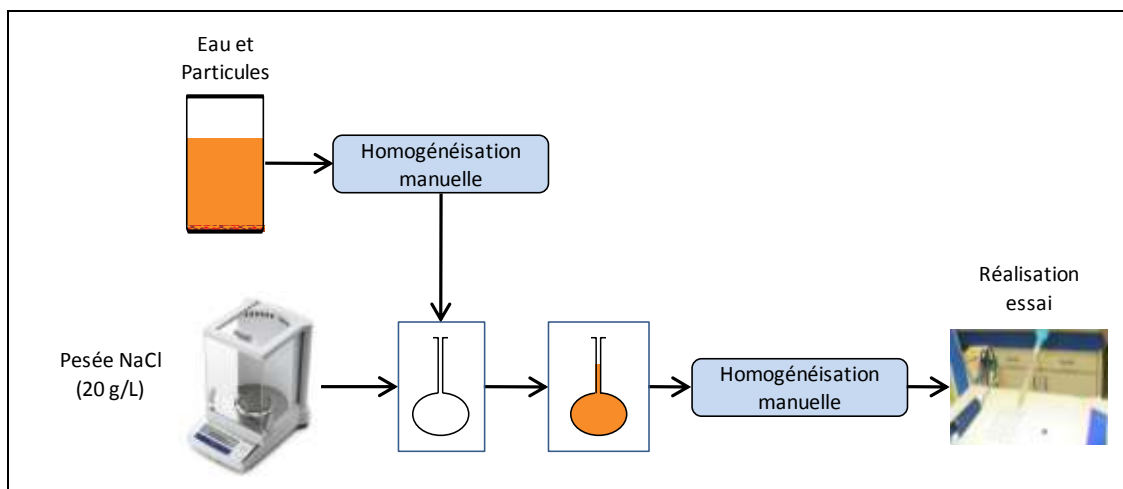 Eau et
Particules
Homogénéisation
manuelle
Réalisation
essai
Pesée NaCl
(20 g/L)
Homogénéisation
manuelle